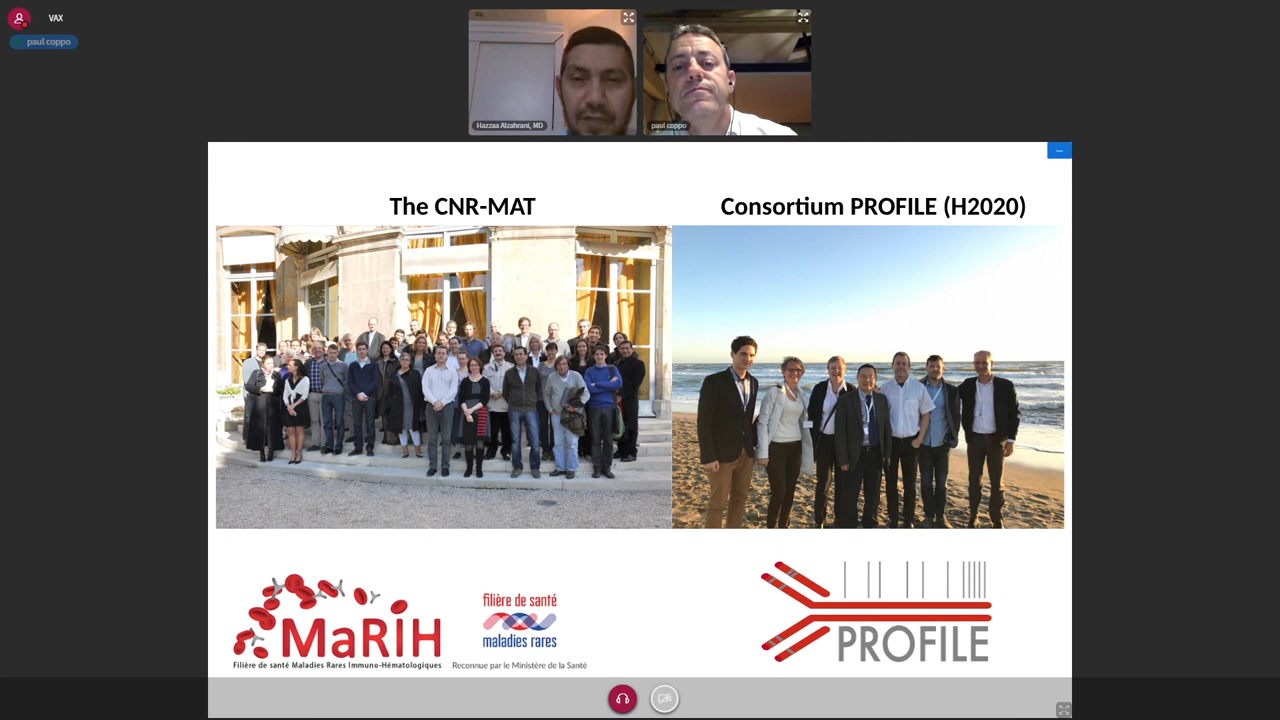 VAX
paul coppo
Hazzaa Alzahrani, MD
paul coppo
The CNR-MAT
Consortium PROFILE (H2020)
MaRIH
Filière de santé Maladies Rares Immuno-Hématologiques
filière de santé
maladies rares
Reconnue par le Ministère de la Santé
PROFILE